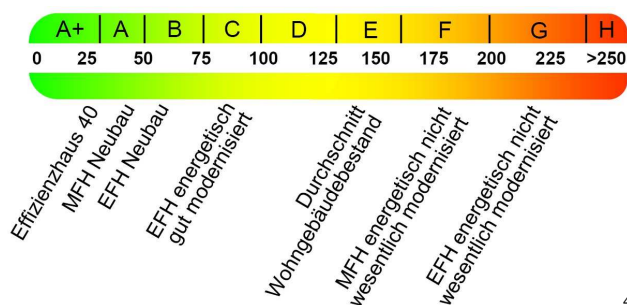 A+ A B C D E F G H
0 25 50 75 100 125 150 175 200 225 >250
Effizienzhaus 40
MFH Neubau
EFH Neubau
EFH energetisch
gut modernisiert
Durchschnitt
Wohngebäudebestand
MFH energetisch nicht
wesentlich modernisiert
EFH energetisch nicht
wesentlich modernisiert